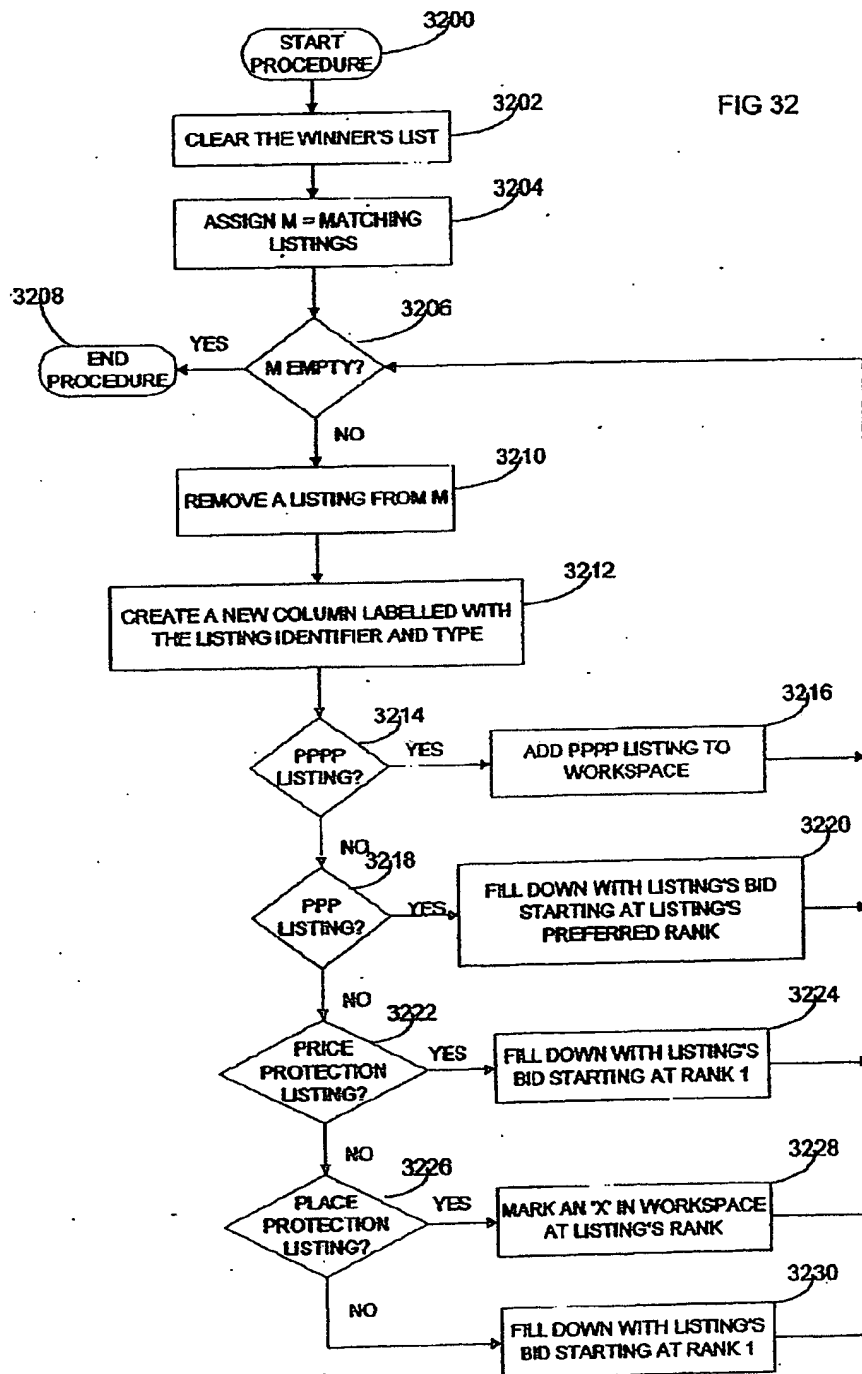 3200
START
PROCEDURE
FIG 32
3202
CLEAR THE WINNER'S LIST
3204
ASSIGN M = MATCHING
LISTINGS
3208
3206
YES
END
PROCEDURE
M EMPTY?
NO
3210
REMOVE A LISTING FROM M
3212
CREATE A NEW COLUMN LABELLED WITH
THE LISTING IDENTIFIER AND TYPE
3214
3216
PPPP
LISTING?
YES
ADD PPPP LISTING TO
WORKSPACE
NO
3218
3220
PPP
LISTING?
YES
FILL DOWN WITH LISTING'S BID
STARTING AT LISTING'S
PREFERRED RANK
NO
3222
3224
PRICE
PROTECTION
LISTING?
YES
FILL DOWN WITH LISTING'S
BID STARTING AT RANK 1
NO
3226
3228
PLACE
PROTECTION
LISTING?
YES
MARK AN 'X' IN WORKSPACE
AT LISTING'S RANK
NO
3230
FILL DOWN WITH LISTING'S
BID STARTING AT RANK 1